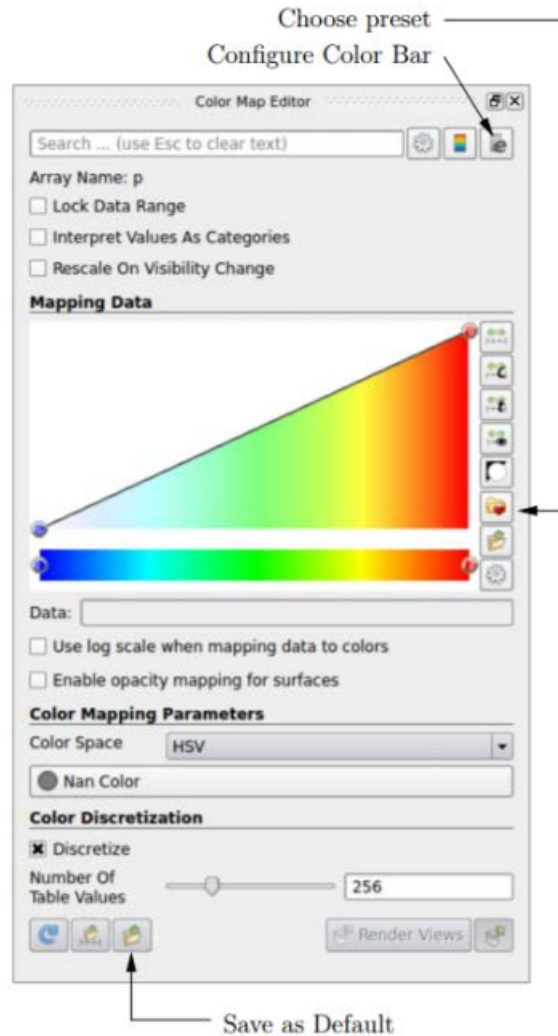 Choose preset
Configure Color Bar
Color Map Editor
Search ... (use Esc to clear text)
Array Name: p
Lock Data Range
Interpret Values As Categories
Rescale On Visibility Change
Mapping Data
Data:
Use log scale when mapping data to colors
Enable opacity mapping for surfaces
Color Mapping Parameters
Color Space HSV
Nan Color
Color Discretization
Discretize
Number Of
Table Values 256
Render Views
Save as Default